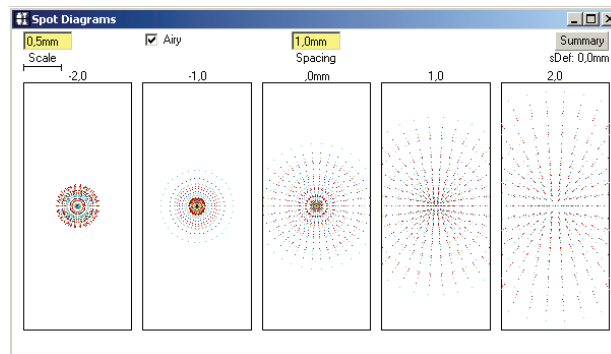 Spot Diagrams
0,5mm Airy 1,0mm Summary
Scale Spacing sDef: 0,0mm
-2,0 -1,0 ,0mm 1,0 2,0